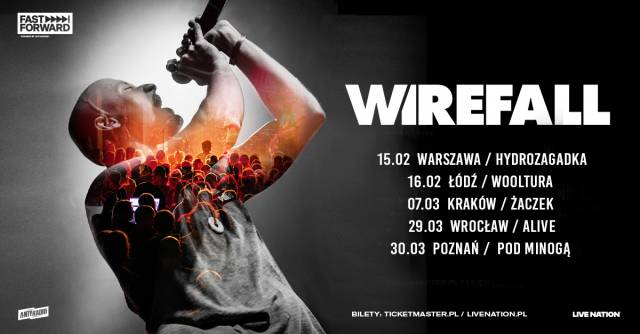 FAST
FORWARD
WIREFALL
15.02 WARSZAWA / HYDROZAGADKA
16.02 ŁÓDŹ / WOOLTURA
07.03 KRAKÓW / ŻACZEK
29.03 WROCŁAW / ALIVE
30.03 POZNAŃ / POD MINOGĄ
ANTYRADIO
BILETY: TICKETMASTER.PL / LIVENATION.PL
LIVE NATION